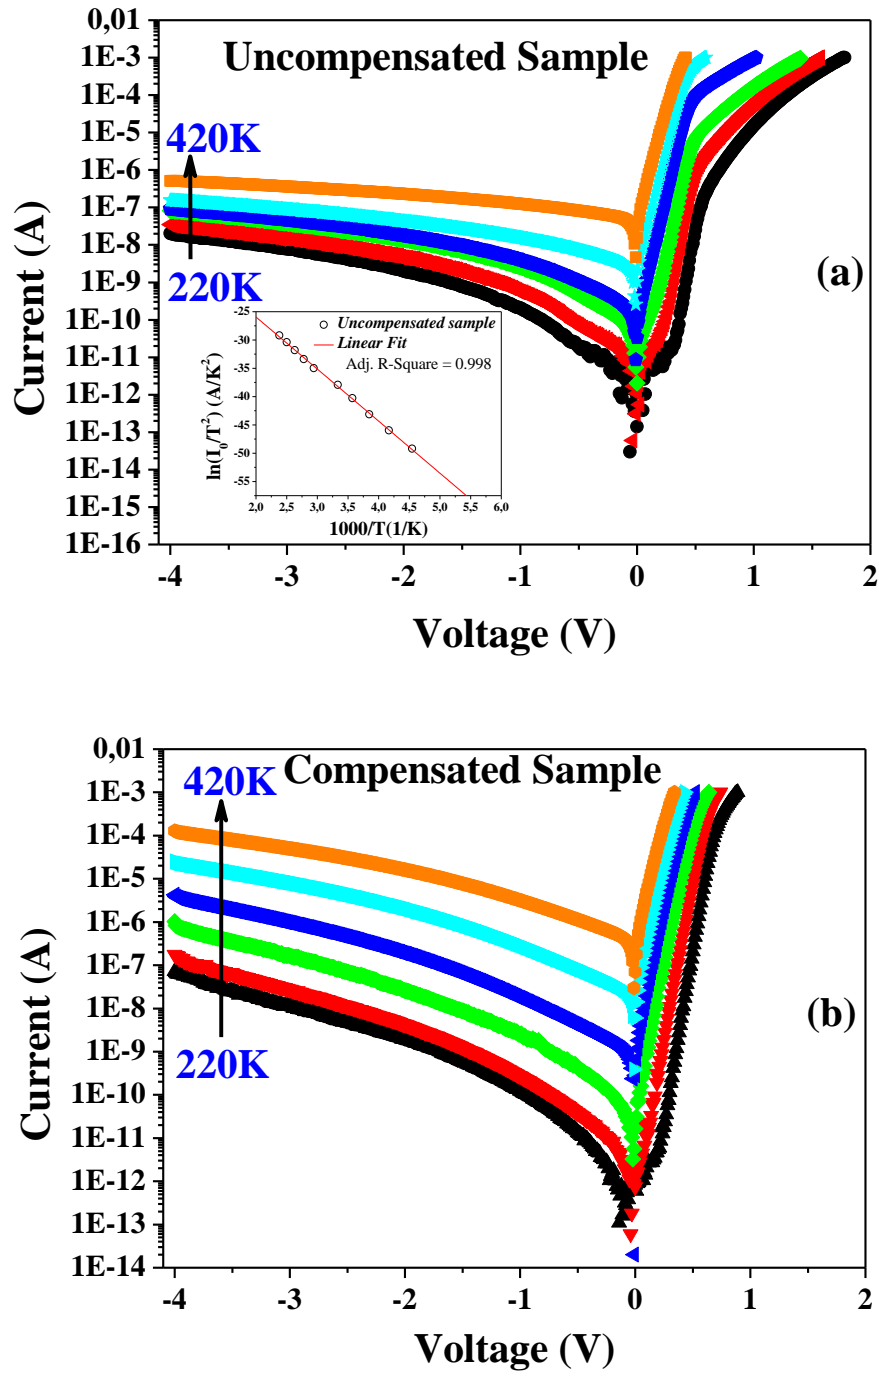 0,01
Uncompensated Sample
1E-3
1E-4
1E-5
420K
1E-6
1E-7
1E-8
220K
1E-9
1E-10
1E-11
1E-12
1E-13
1E-14
1E-15
1E-16
Current (A)
(a)
-25
-30
-35
-40
-45
-50
-55
ln(I0/T2) (A/K2)
Uncompensated sample
Linear Fit
Adj. R-Square = 0.998
2,0 2,5 3,0 3,5 4,0 4,5 5,0 5,5 6,0
1000/T(1/K)
-4 -3 -2 -1 0 1 2
Voltage (V)
0,01
Compensated Sample
420K
1E-3
1E-4
1E-5
1E-6
1E-7
1E-8
1E-9
220K
1E-10
1E-11
1E-12
1E-13
1E-14
Current (A)
(b)
-4 -3 -2 -1 0 1 2
Voltage (V)